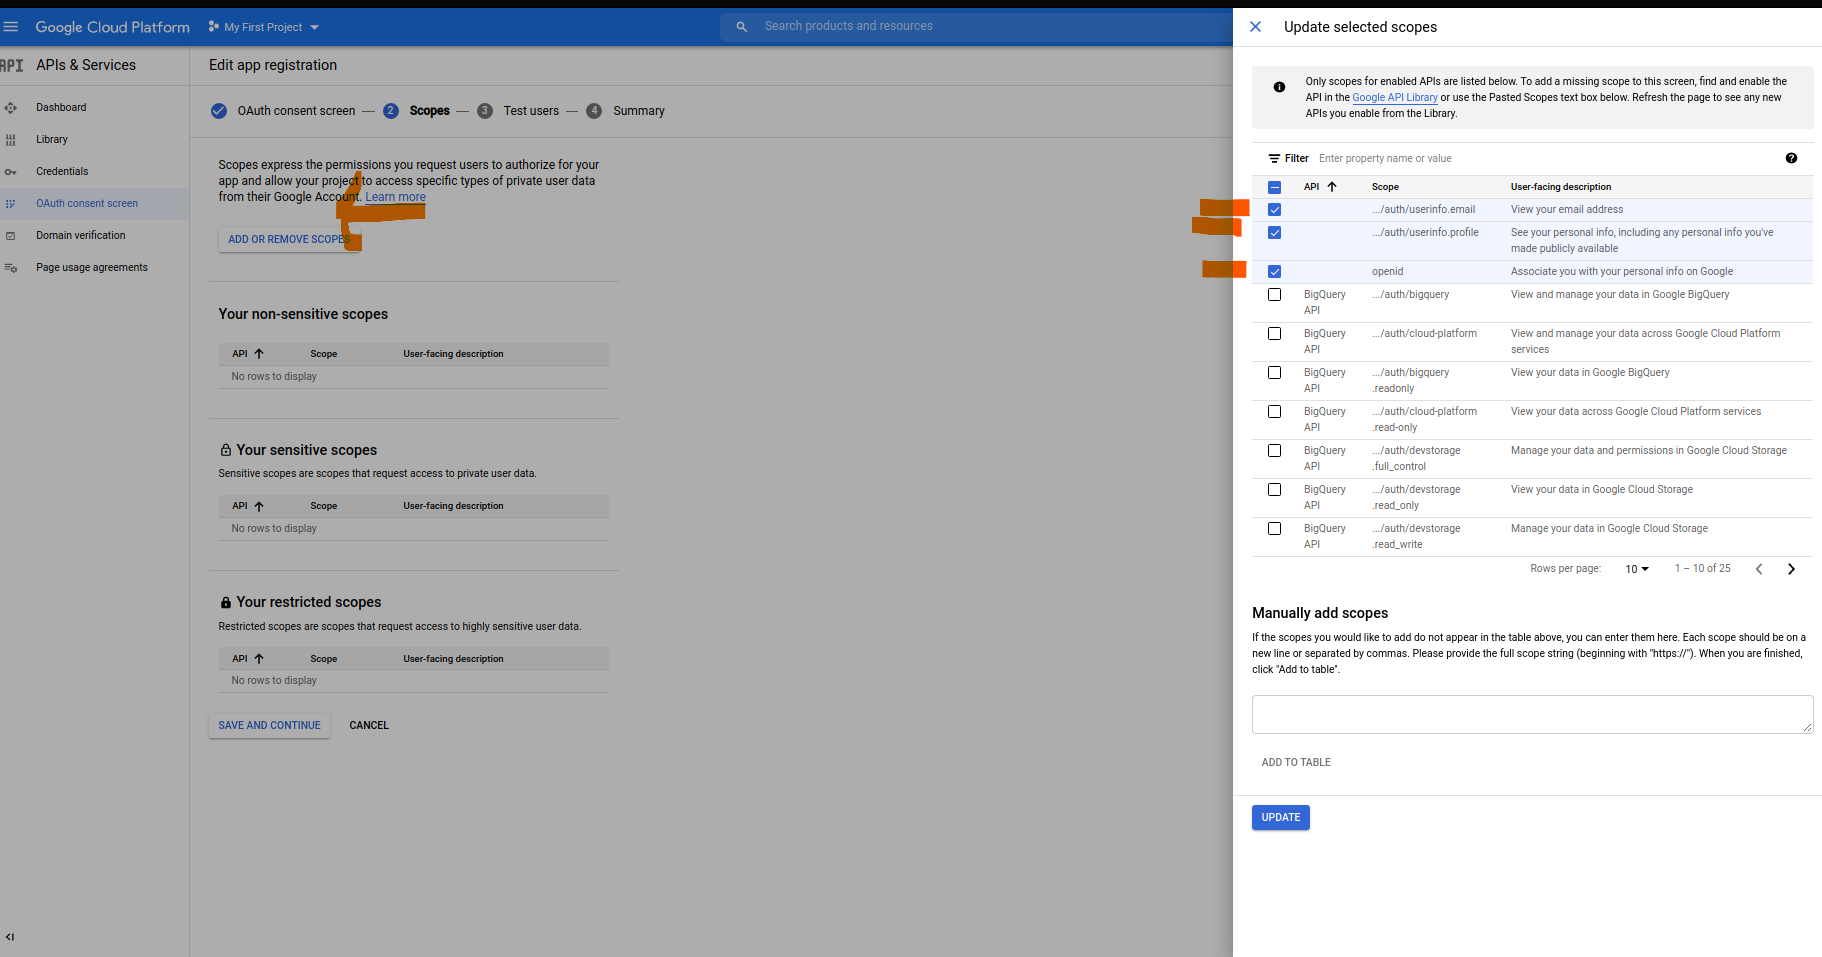 Google Cloud Platform
My First Project
Search products and resources
API
APIs & Services
Dashboard
Library
Credentials
OAuth consent screen
Domain verification
Page usage agreements
Edit app registration
OAuth consent screen — 2 Scopes — 3 Test users — 4 Summary
Scopes express the permissions you request users to authorize for your
app and allow your project to access specific types of private user data
from their Google Account. Learn more
ADD OR REMOVE SCOPES
Your non-sensitive scopes
API Scope User-facing description
No rows to display
Your sensitive scopes
Sensitive scopes are scopes that request access to private user data.
API Scope User-facing description
No rows to display
Your restricted scopes
Restricted scopes are scopes that request access to highly sensitive user data.
API Scope User-facing description
No rows to display
SAVE AND CONTINUE CANCEL
Update selected scopes
Only scopes for enabled APIs are listed below. To add a missing scope to this screen, find and enable the
API in the Google API Library or use the Pasted Scopes text box below. Refresh the page to see any new
APIs you enable from the Library.
Filter Enter property name or value
API Scope User-facing description
.../auth/userinfo.email View your email address
.../auth/userinfo.profile See your personal info, including any personal info you've
made publicly available
openid Associate you with your personal info on Google
BigQuery .../auth/bigquery View and manage your data in Google BigQuery
API
BigQuery .../auth/cloud-platform View and manage your data across Google Cloud Platform
API services
BigQuery .../auth/bigquery View your data in Google BigQuery
API .readonly
BigQuery .../auth/cloud-platform View your data across Google Cloud Platform services
API .read-only
BigQuery .../auth/devstorage Manage your data and permissions in Google Cloud Storage
API .full_control
BigQuery .../auth/devstorage View your data in Google Cloud Storage
API .read_only
BigQuery .../auth/devstorage Manage your data in Google Cloud Storage
API .read_write
Rows per page: 10 1 – 10 of 25
Manually add scopes
If the scopes you would like to add do not appear in the table above, you can enter them here. Each scope should be on a
new line or separated by commas. Please provide the full scope string (beginning with "https://"). When you are finished,
click "Add to table".
ADD TO TABLE
UPDATE